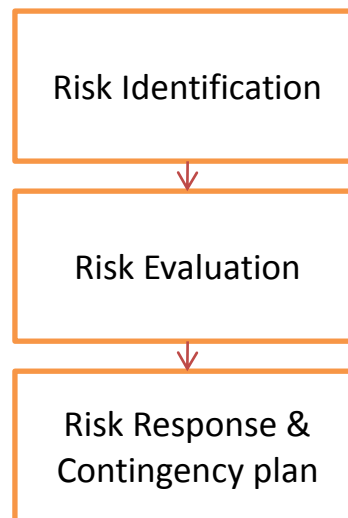 Risk Identification
Risk Evaluation
Risk Response &
Contingency plan